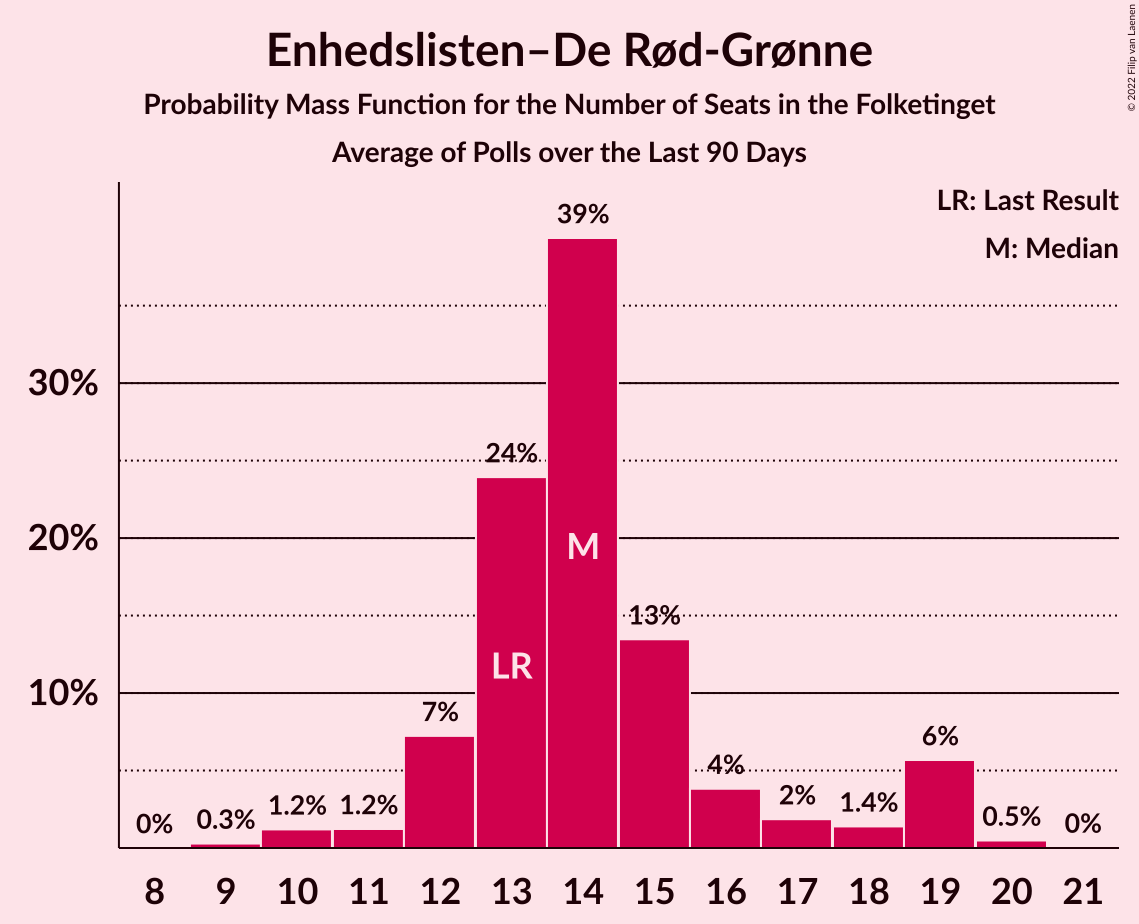 Enhedslisten–De Rød-Grønne
Probability Mass Function for the Number of Seats in the Folketinget
Average of Polls over the Last 90 Days
© 2022 Filip van Laenen
LR: Last Result
M: Median
39%
30%
24%
20%
M
13%
LR
10%
7%
6%
4%
2%
1.4%
1.2%
1.2%
0.5%
0.3%
0%
0%
8 9 10 11 12 13 14 15 16 17 18 19 20 21